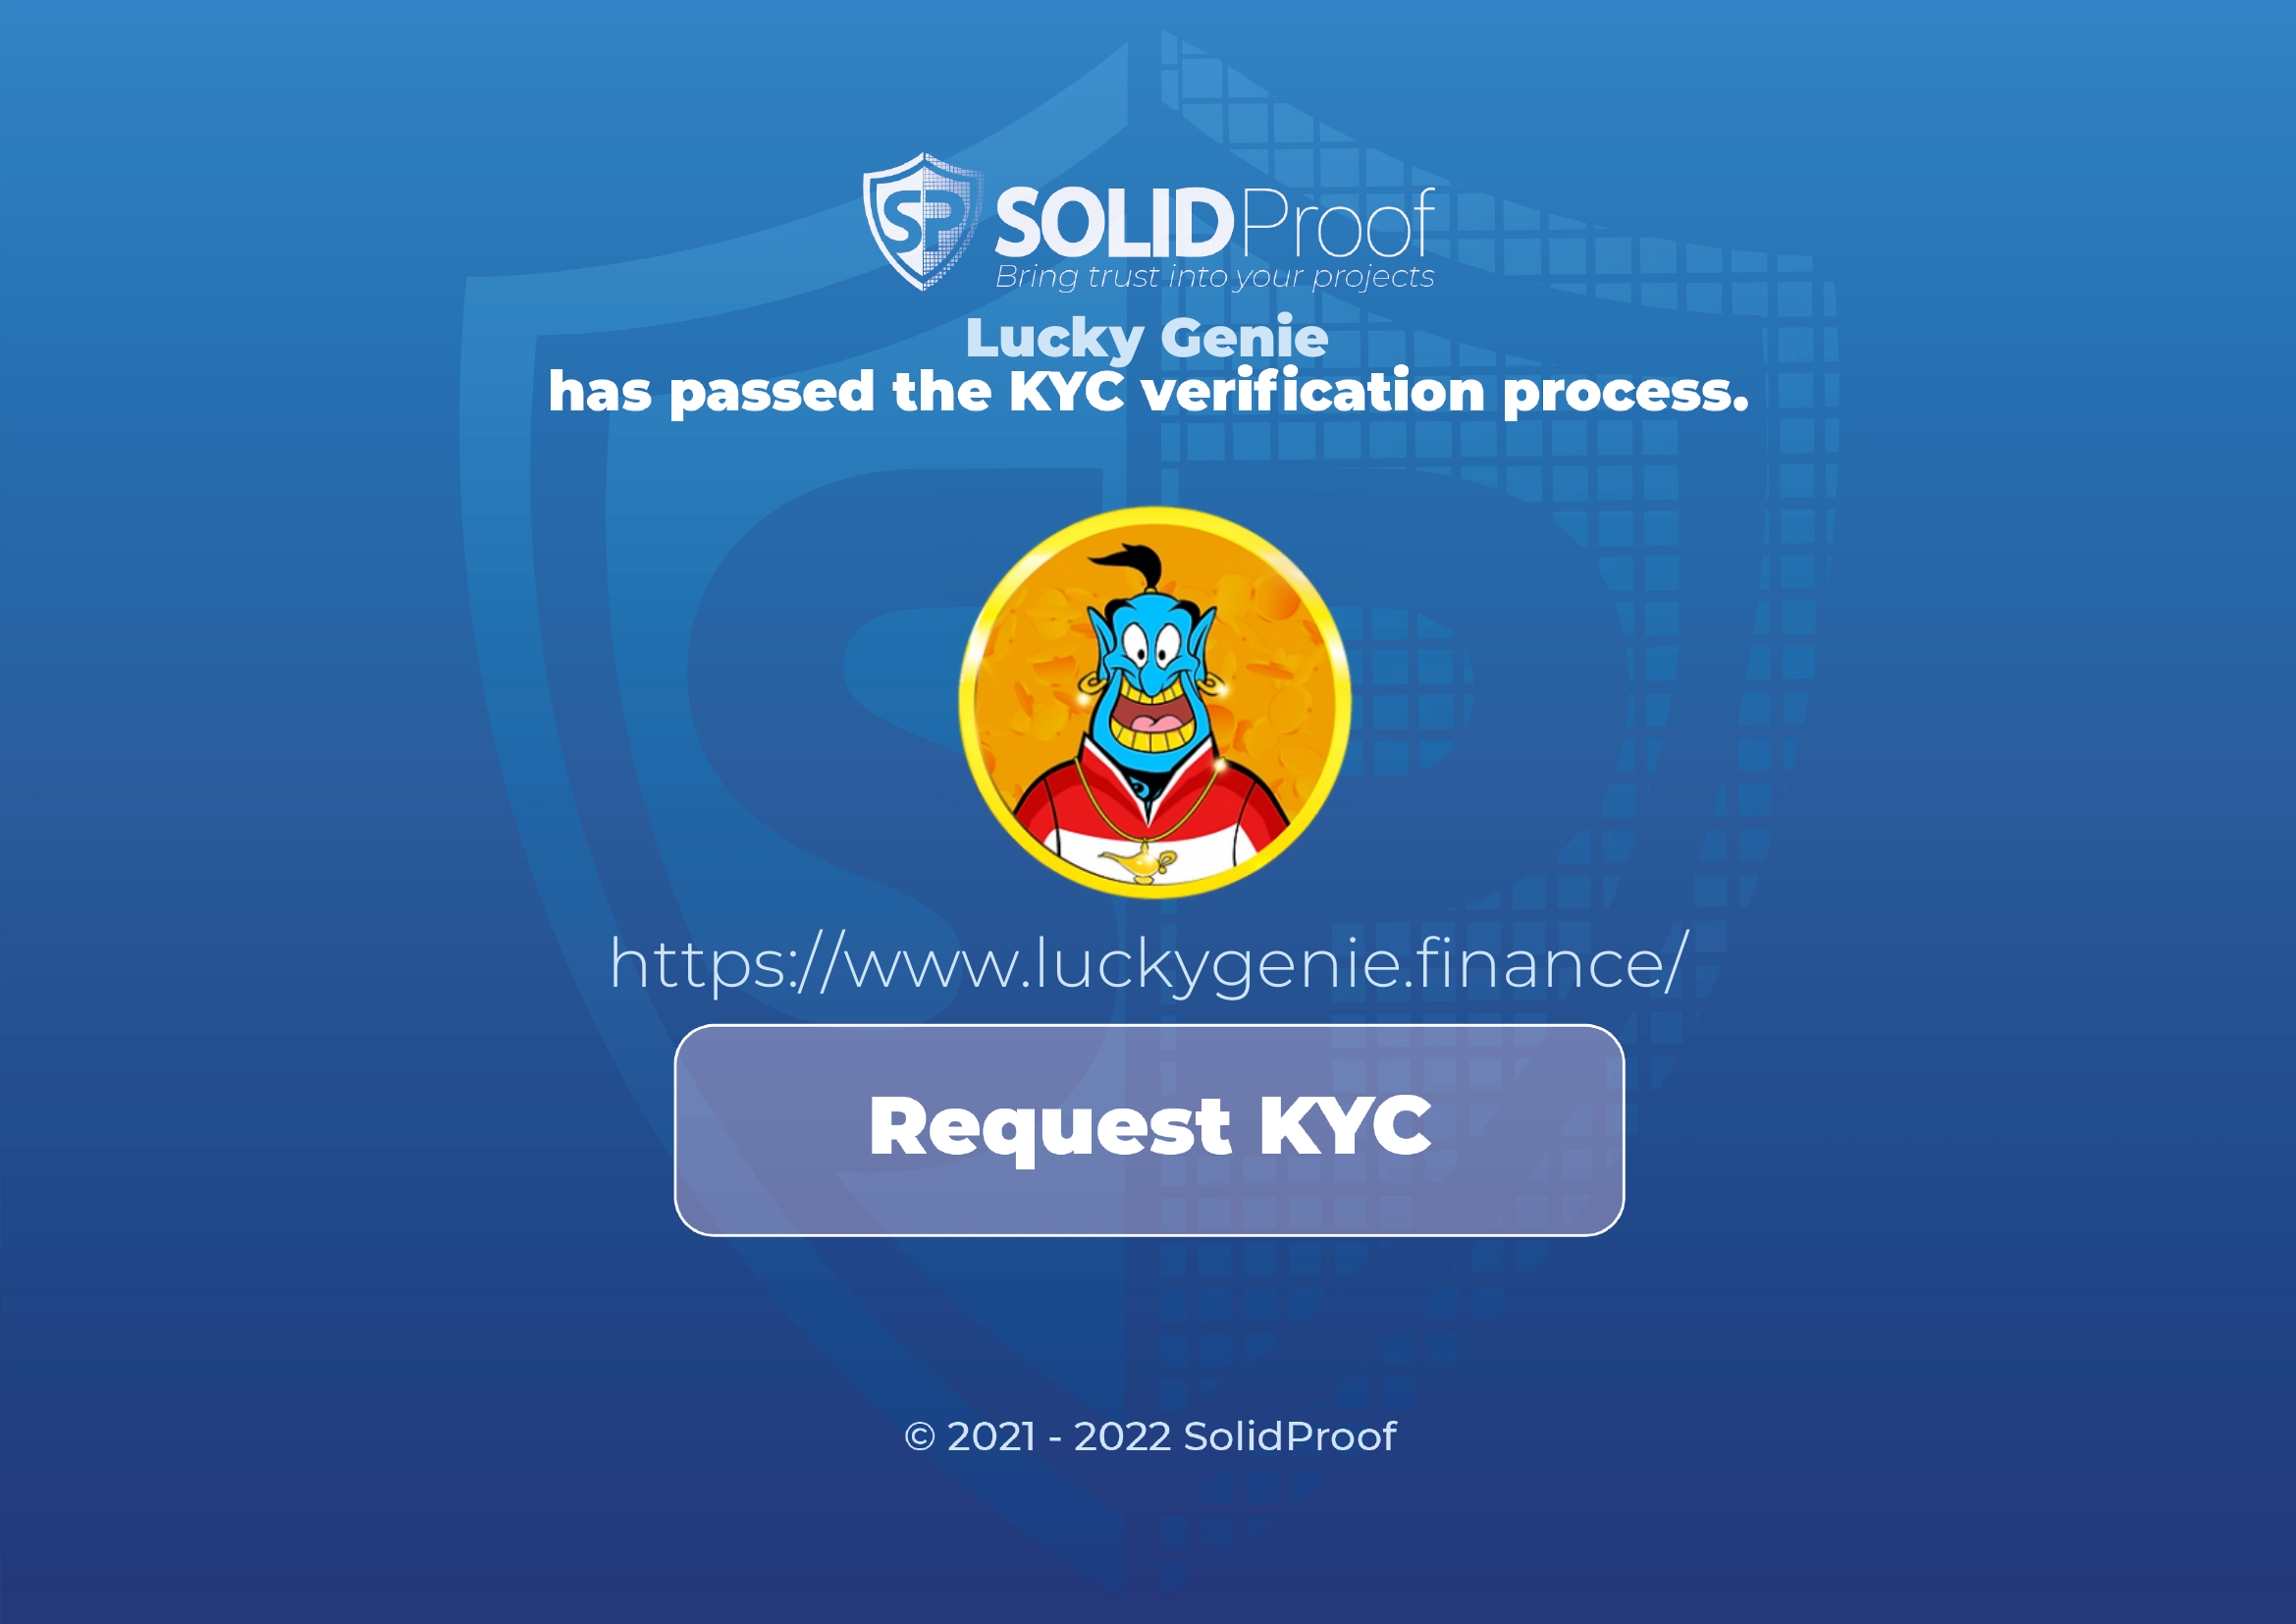 SP
SOLIDProof
Bring trust into your projects
Lucky Genie
has passed the KYC verification process.
https://www.luckygenie.finance/
Request KYC
© 2021 - 2022 SolidProof